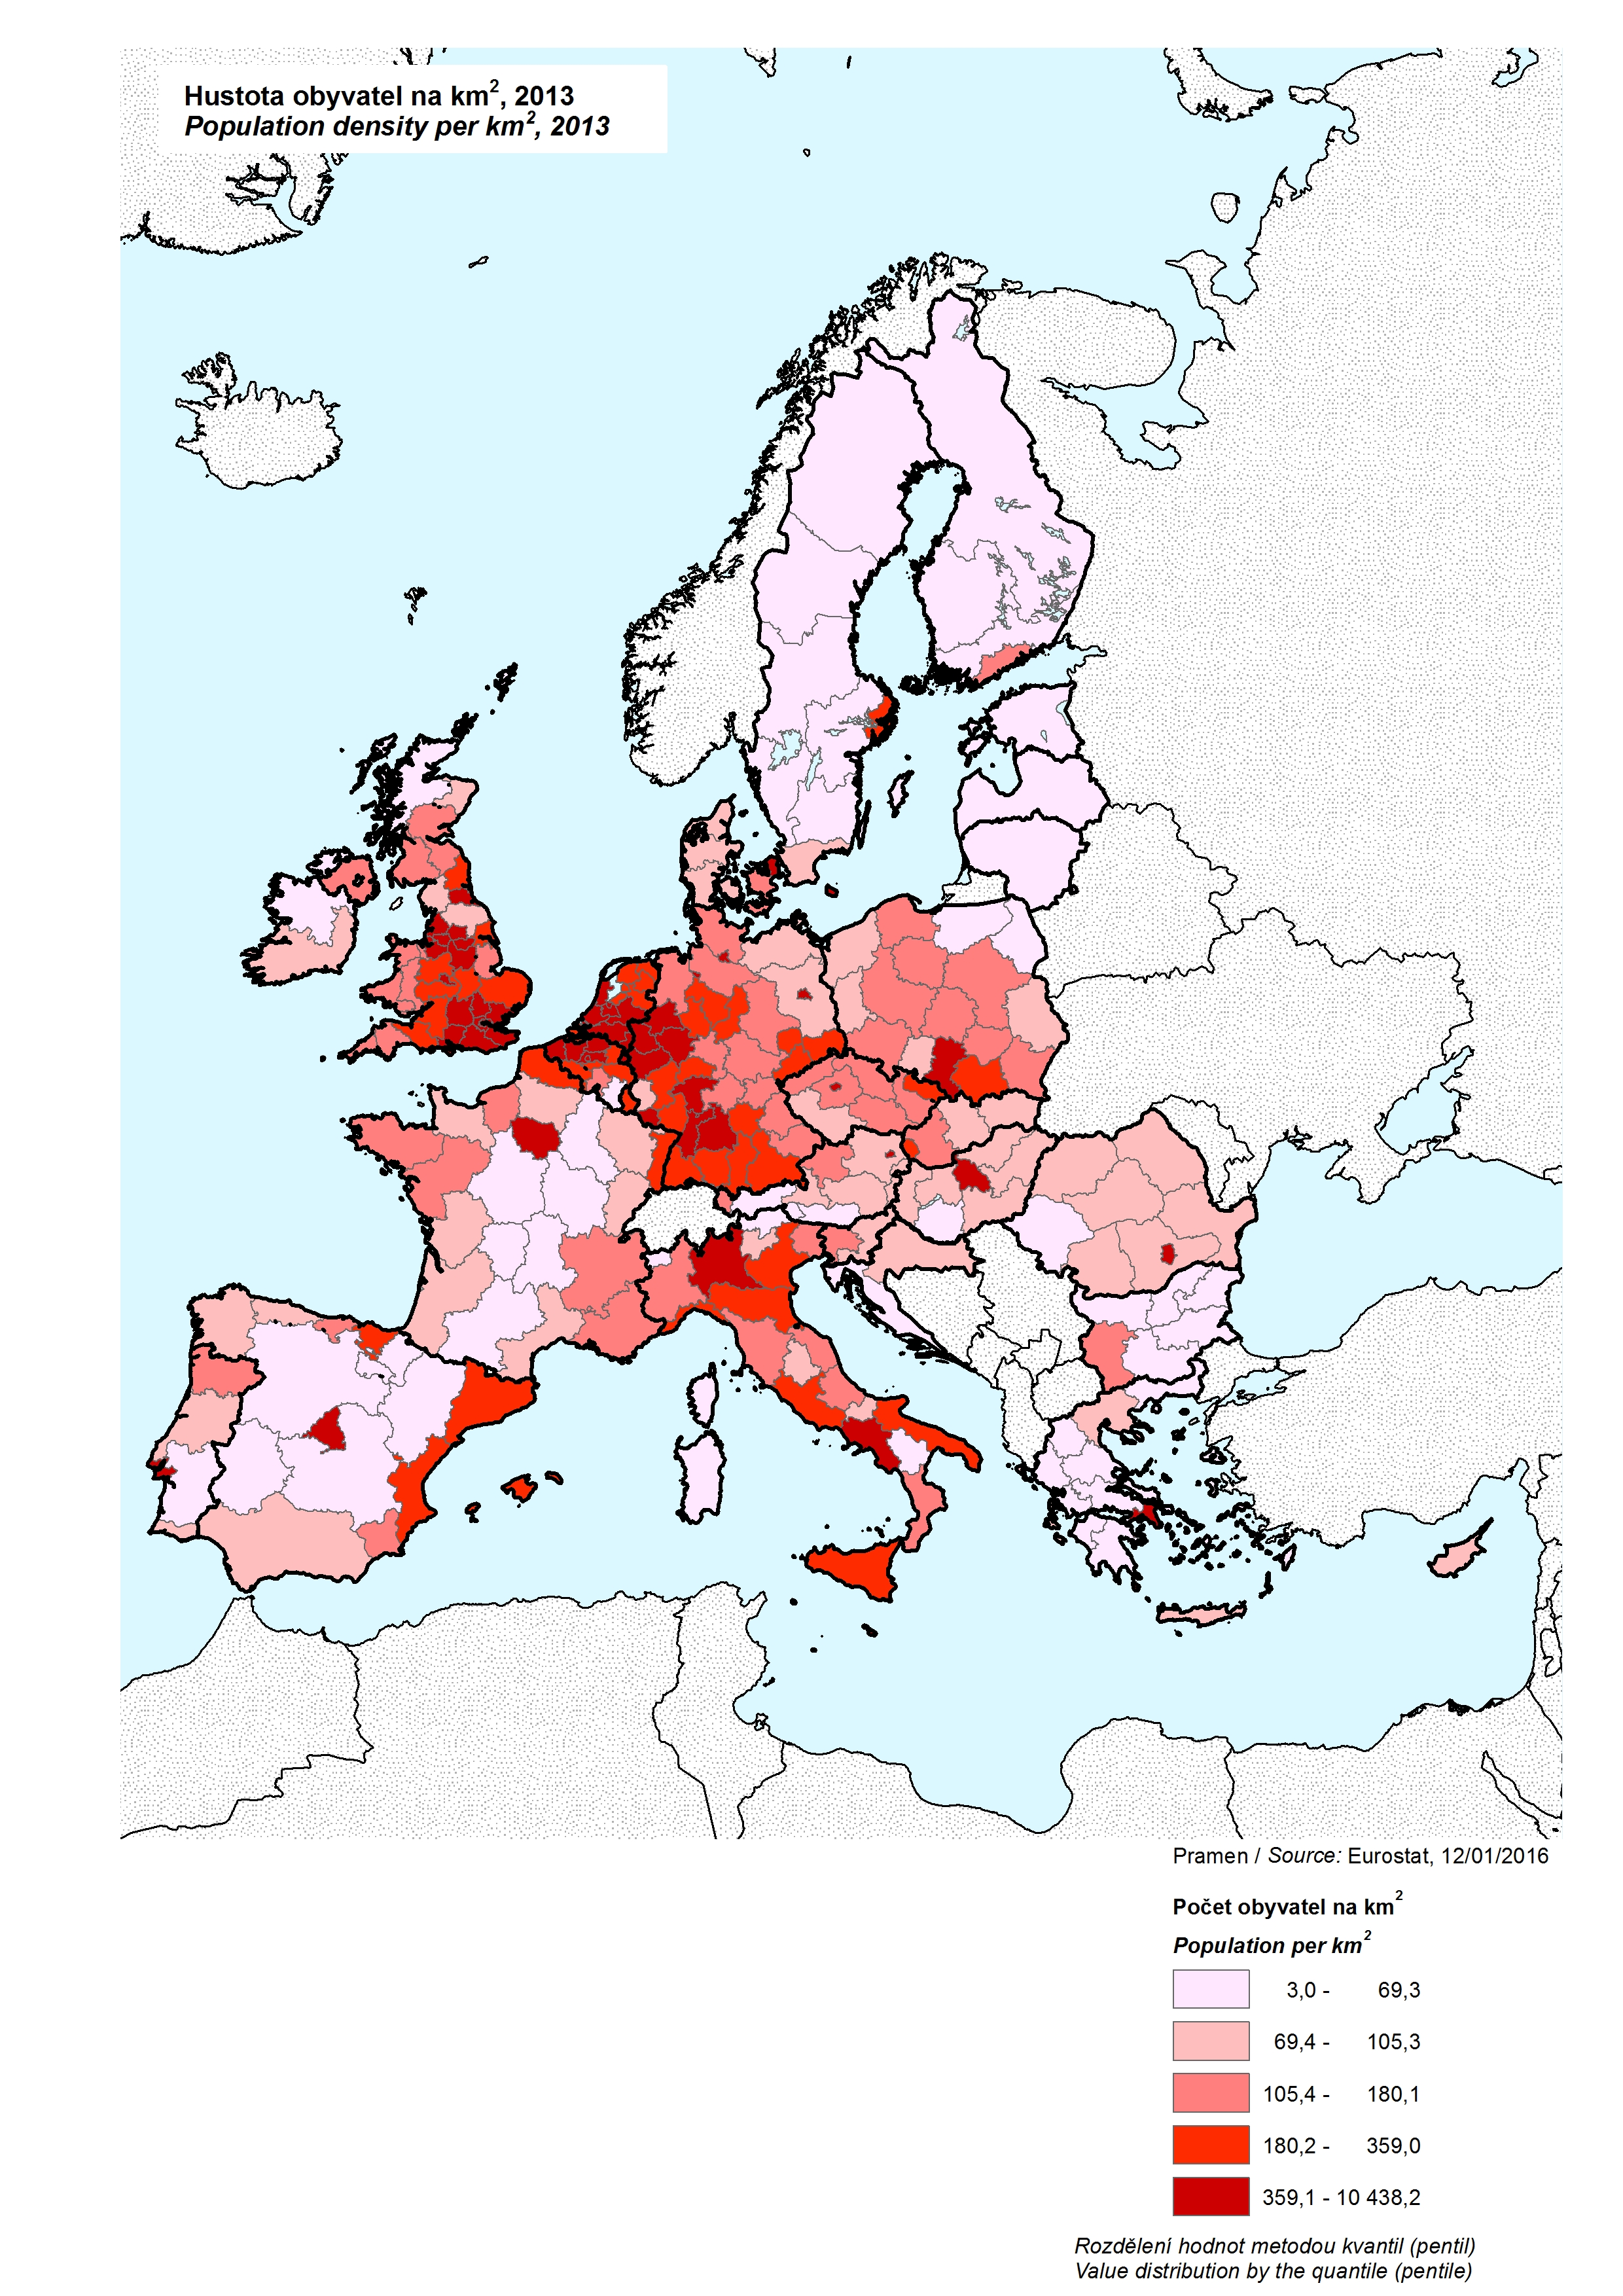 Hustota obyvatel na km², 2013
Population density per km², 2013
Pramen / Source: Eurostat, 12/01/2016
Počet obyvatel na km²
Population per km²
3,0 - 69,3
69,4 - 105,3
105,4 - 180,1
180,2 - 359,0
359,1 - 10 438,2
Rozdělení hodnot metodou kvantil (pentil)
Value distribution by the quantile (pentile)